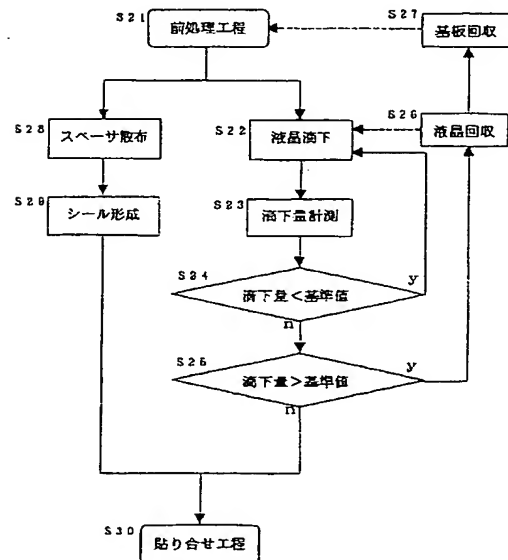 S21
前処理工程
S27
基板回収
S28
スペーサ散布
S22
液晶滴下
S26
液晶回収
S29
シール形成
S23
滴下量計測
S24
滴下量<基準値
y
n
S25
滴下量>基準値
y
n
S30
貼り合せ工程